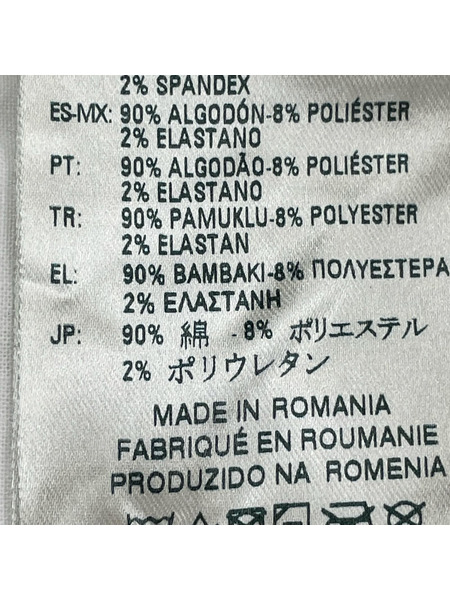 2% SPANDEX
ES-MX: 90% ALGODÓN-8% POLIÉSTER
2% ELASTANO
PT: 90% ALGODÃO-8% POLIÉSTER
2% ELASTANO
TR: 90% PAMUKLU-8% POLYESTER
2% ELASTAN
EL: 90% ΒΑΜΒΑΚΙ-8% ΠΟΛΥΕΣΤΕΡΑ
2% ΕΛΑΣΤΑΝΗ
JP: 90% 綿 -8% ポリエステル
2% ポリウレタン
MADE IN ROMANIA
FABRIQUÉ EN ROUMANIE
PRODUZIDO NA ROMENIA